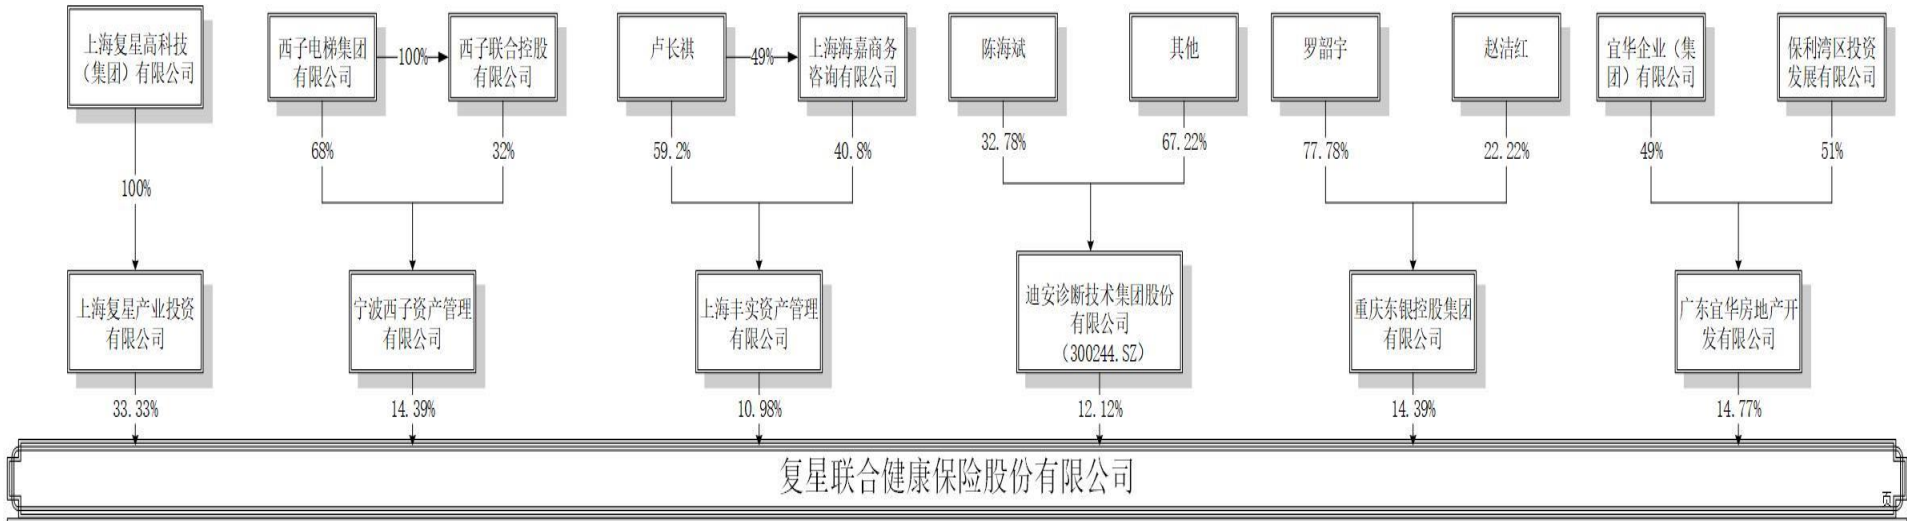 上海复星高科技
（集团）有限公司
西子电梯集团
有限公司
100%
西子联合控股
有限公司
卢长祺
49%
上海海嘉商务
咨询有限公司
陈海斌
其他
罗韶宇
赵洁红
宜华企业（集
团）有限公司
保利湾区投资
发展有限公司
100%
68%
32%
59.2%
40.8%
32.78%
67.22%
77.78%
22.22%
49%
51%
上海复星产业投资
有限公司
宁波西子资产管理
有限公司
上海丰实资产管理
有限公司
迪安诊断技术集团股份
有限公司
（300244.SZ）
重庆东银控股集团
有限公司
广东宜华房地产开
发有限公司
33.33%
14.39%
10.98%
12.12%
14.39%
14.77%
复星联合健康保险股份有限公司
页